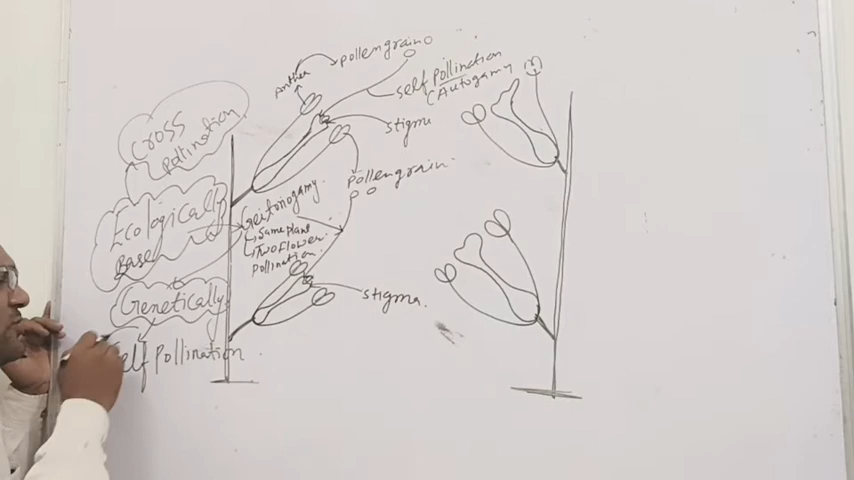 pollengrain
Anther
self pollination
(Autogamy)
stigma
Cross
pollination
pollengrain
Ecologically
Base
Geitonogamy
Same plant
Two flower
pollination
Genetically
stigma.
Self Pollination